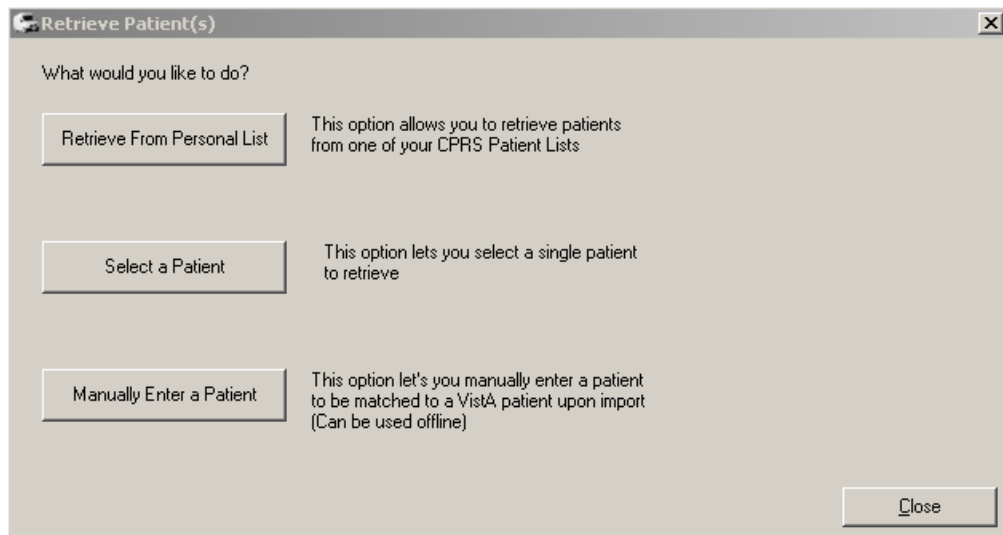 Retrieve Patient(s)
What would you like to do?
Retrieve From Personal List
This option allows you to retrieve patients
from one of your CPRS Patient Lists
Select a Patient
This option lets you select a single patient
to retrieve
Manually Enter a Patient
This option let's you manually enter a patient
to be matched to a VistA patient upon import
(Can be used offline)
Close